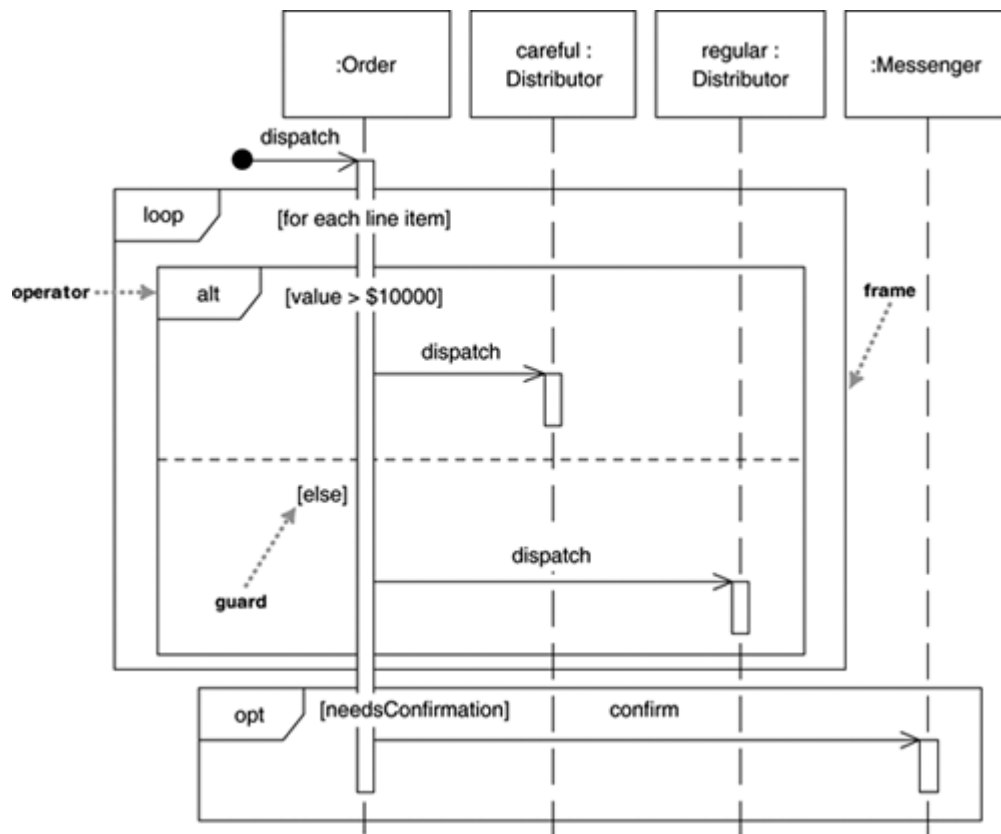 :Order
careful :
Distributor
regular :
Distributor
:Messenger
dispatch
loop
[for each line item]
operator
alt
[value > $10000]
frame
dispatch
[else]
dispatch
guard
opt
[needsConfirmation]
confirm